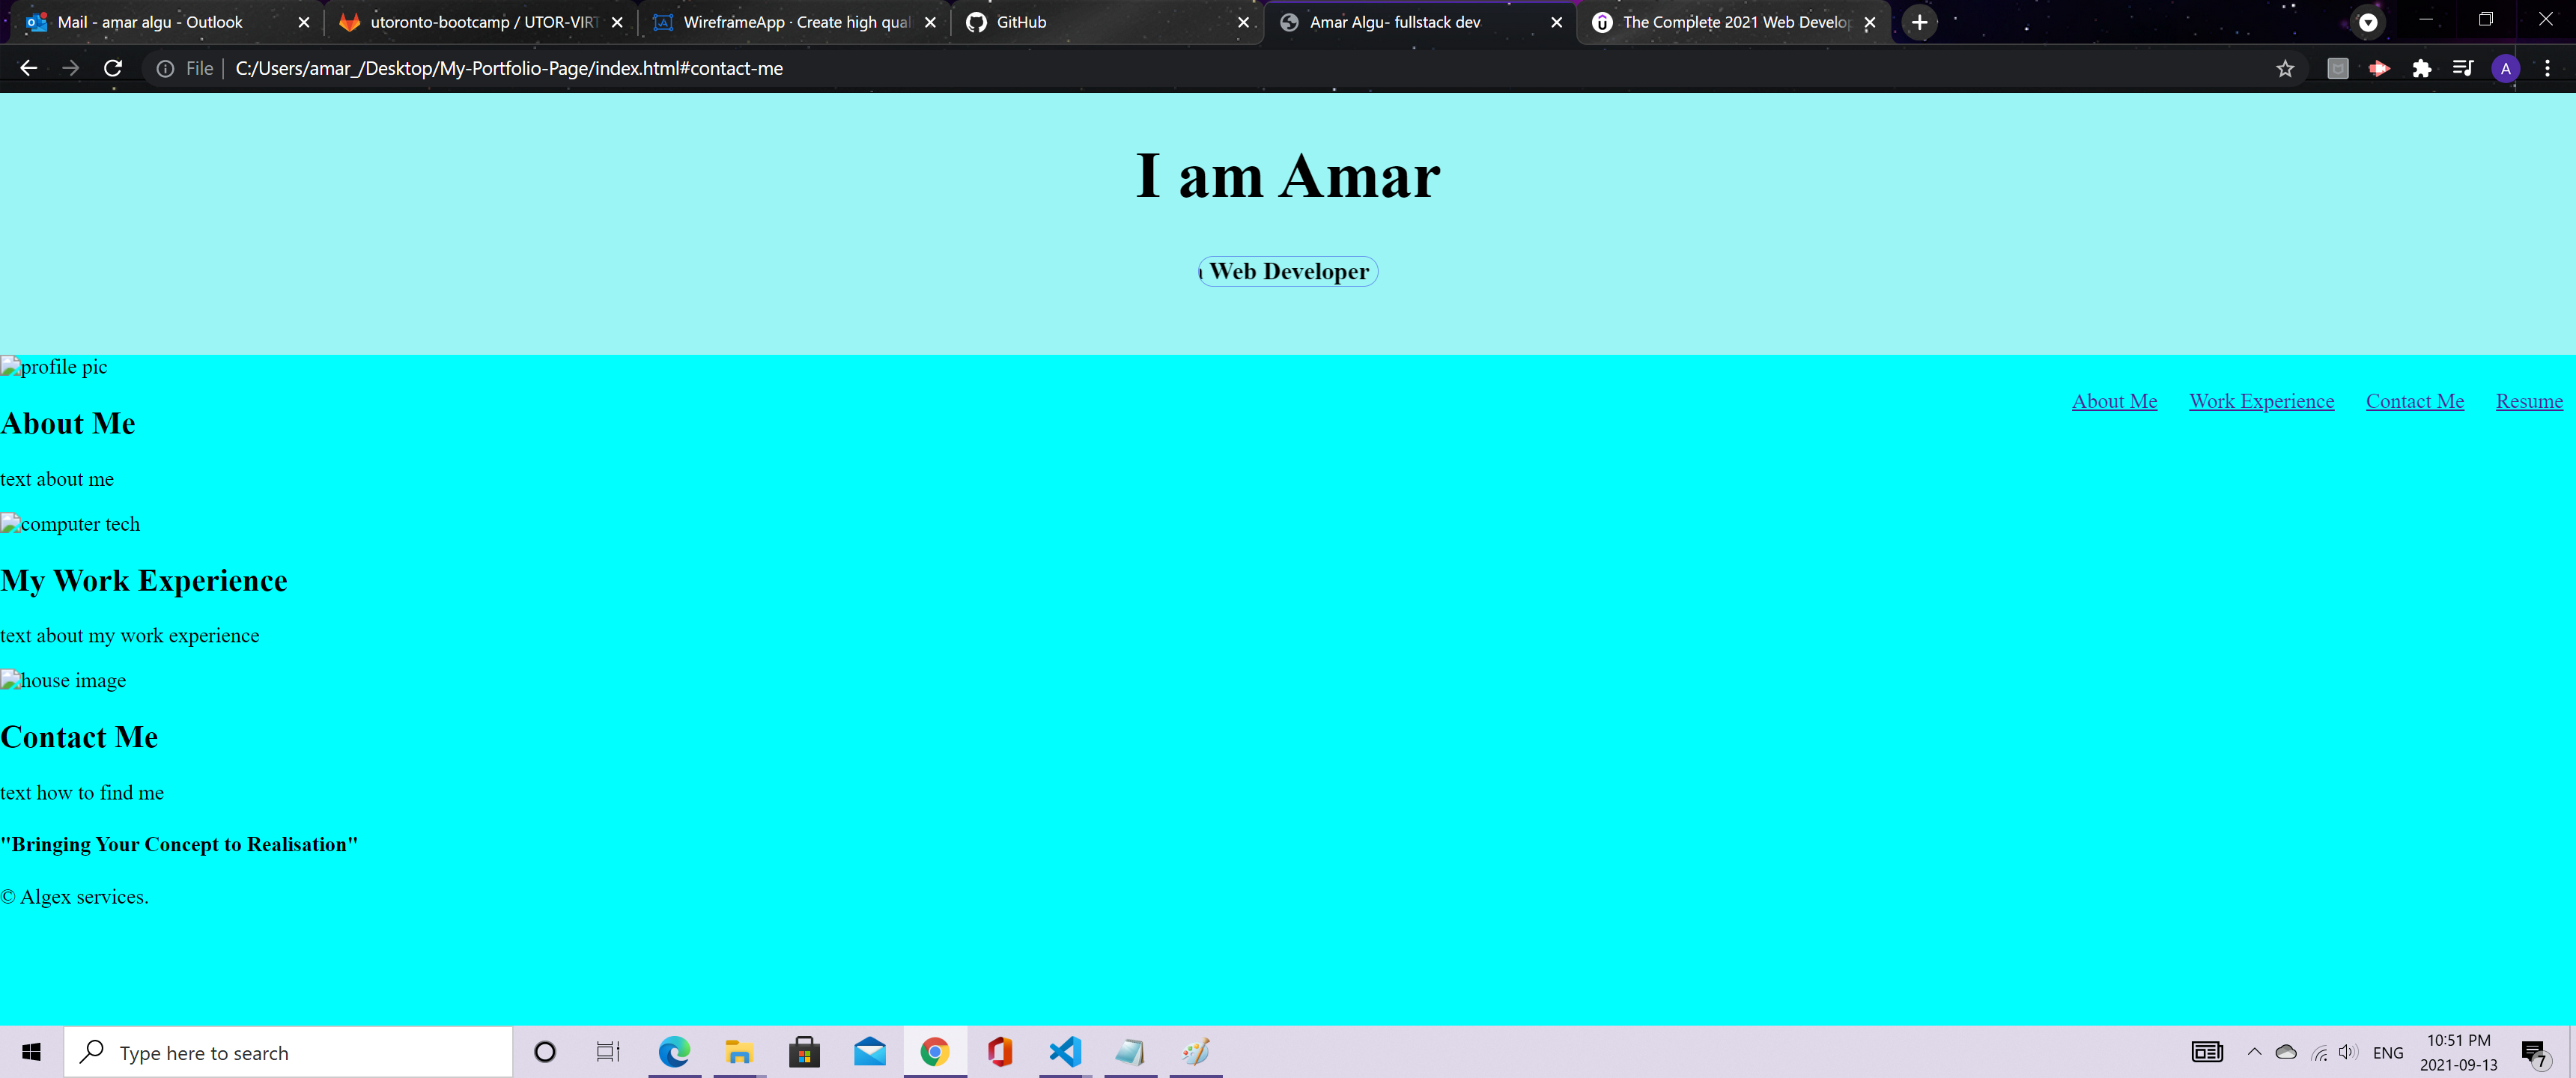 Mail - amar algu - Outlook
utoronto-bootcamp / UTOR-VIRT
WireframeApp · Create high qual
GitHub
Amar Algu- fullstack dev
The Complete 2021 Web Develop
File
C:/Users/amar_/Desktop/My-Portfolio-Page/index.html#contact-me
A
I am Amar
Web Developer
profile pic
About Me Work Experience Contact Me Resume
About Me
text about me
computer tech
My Work Experience
text about my work experience
house image
Contact Me
text how to find me
"Bringing Your Concept to Realisation"
© Algex services.
Type here to search
ENG
10:51 PM
2021-09-13
7